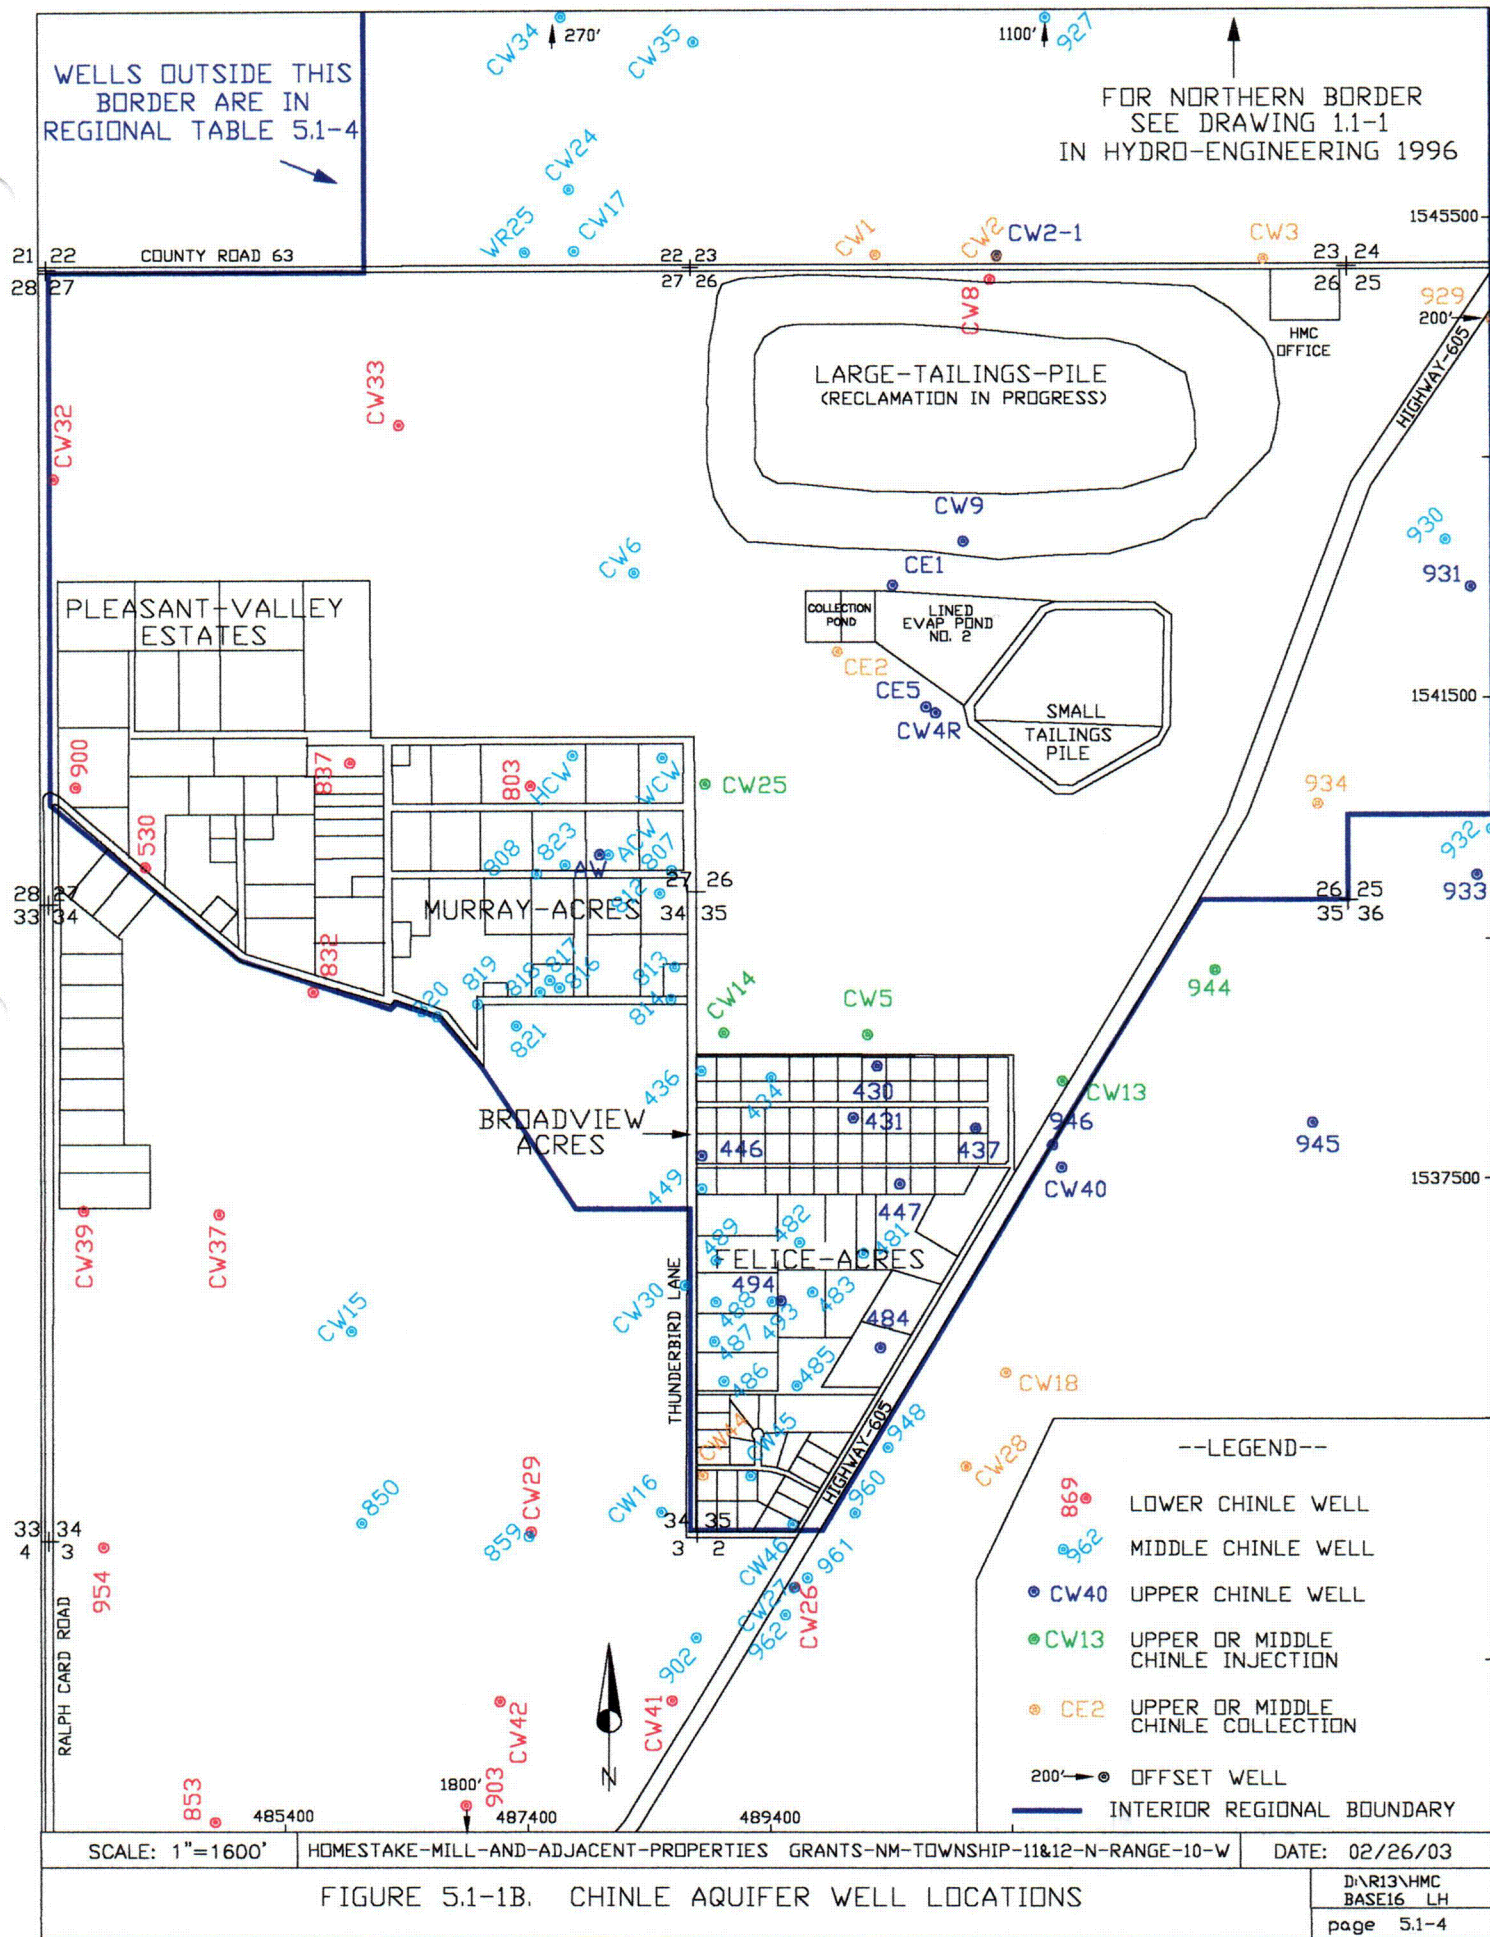 CW34
270'
CW35
1100'
927
WELLS OUTSIDE THIS
BORDER ARE IN
REGIONAL TABLE 5.1-4
FOR NORTHERN BORDER
SEE DRAWING 1.1-1
IN HYDRO-ENGINEERING 1996
CW24
WR25
CW17
CW1
CW2
CW2-1
CW3
1545500
21 22
COUNTY ROAD 63
22 23
23 24
28 27
27 26
26 25
CW8
HMC
OFFICE
929
200'
HIGHWAY-605
LARGE-TAILINGS-PILE
(RECLAMATION IN PROGRESS)
CW33
CW32
CW9
CW6
CE1
930
931
PLEASANT-VALLEY
ESTATES
COLLECTION
POND
LINED
EVAP POND
NO. 2
CE2
CE5
CW4R
SMALL
TAILINGS
PILE
1541500
900
837
803
HCW
WCW
CW25
934
530
808
823
AW
ACW
807
932
933
28 27
33 34
27 26
34 35
26 25
35 36
812
MURRAY-ACRES
832
820
819
818
817
816
813
814
821
CW14
CW5
944
436
434
430
CW13
BROADVIEW
ACRES
431
437
946
945
446
449
CW40
447
1537500
CW39
CW37
489
482
481
FELICE-ACRES
CW30
494
488
493
483
484
CW15
487
THUNDERBIRD LANE
486
485
CW18
CW44
CW45
HIGHWAY-605
948
CW28
850
CW29
859
CW16
960
33 34
4 3
34 35
3 2
CW46
961
954
CW27
CW26
962
902
RALPH CARD ROAD
CW42
CW41
N
853
1800'
903
485400
487400
489400
--LEGEND--
869 LOWER CHINLE WELL
962 MIDDLE CHINLE WELL
CW40 UPPER CHINLE WELL
CW13 UPPER OR MIDDLE
CHINLE INJECTION
CE2 UPPER OR MIDDLE
CHINLE COLLECTION
200' OFFSET WELL
INTERIOR REGIONAL BOUNDARY
SCALE: 1"=1600'
HOMESTAKE-MILL-AND-ADJACENT-PROPERTIES GRANTS-NM-TOWNSHIP-11&12-N-RANGE-10-W
DATE: 02/26/03
FIGURE 5.1-1B. CHINLE AQUIFER WELL LOCATIONS
D:\R13\HMC
BASE16 LH
page 5.1-4